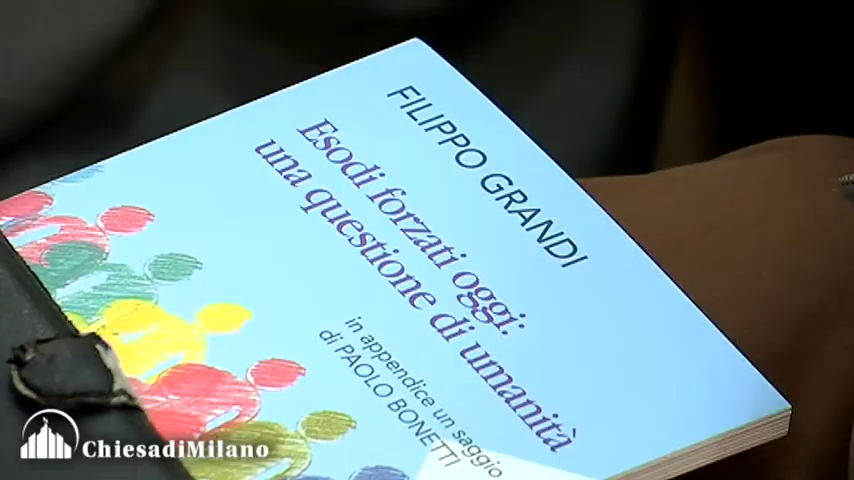 FILIPPO GRANDI
Esodi forzati oggi:
una questione di umanità
in appendice un saggio
di PAOLO BONETTI
ChiesadiMilano